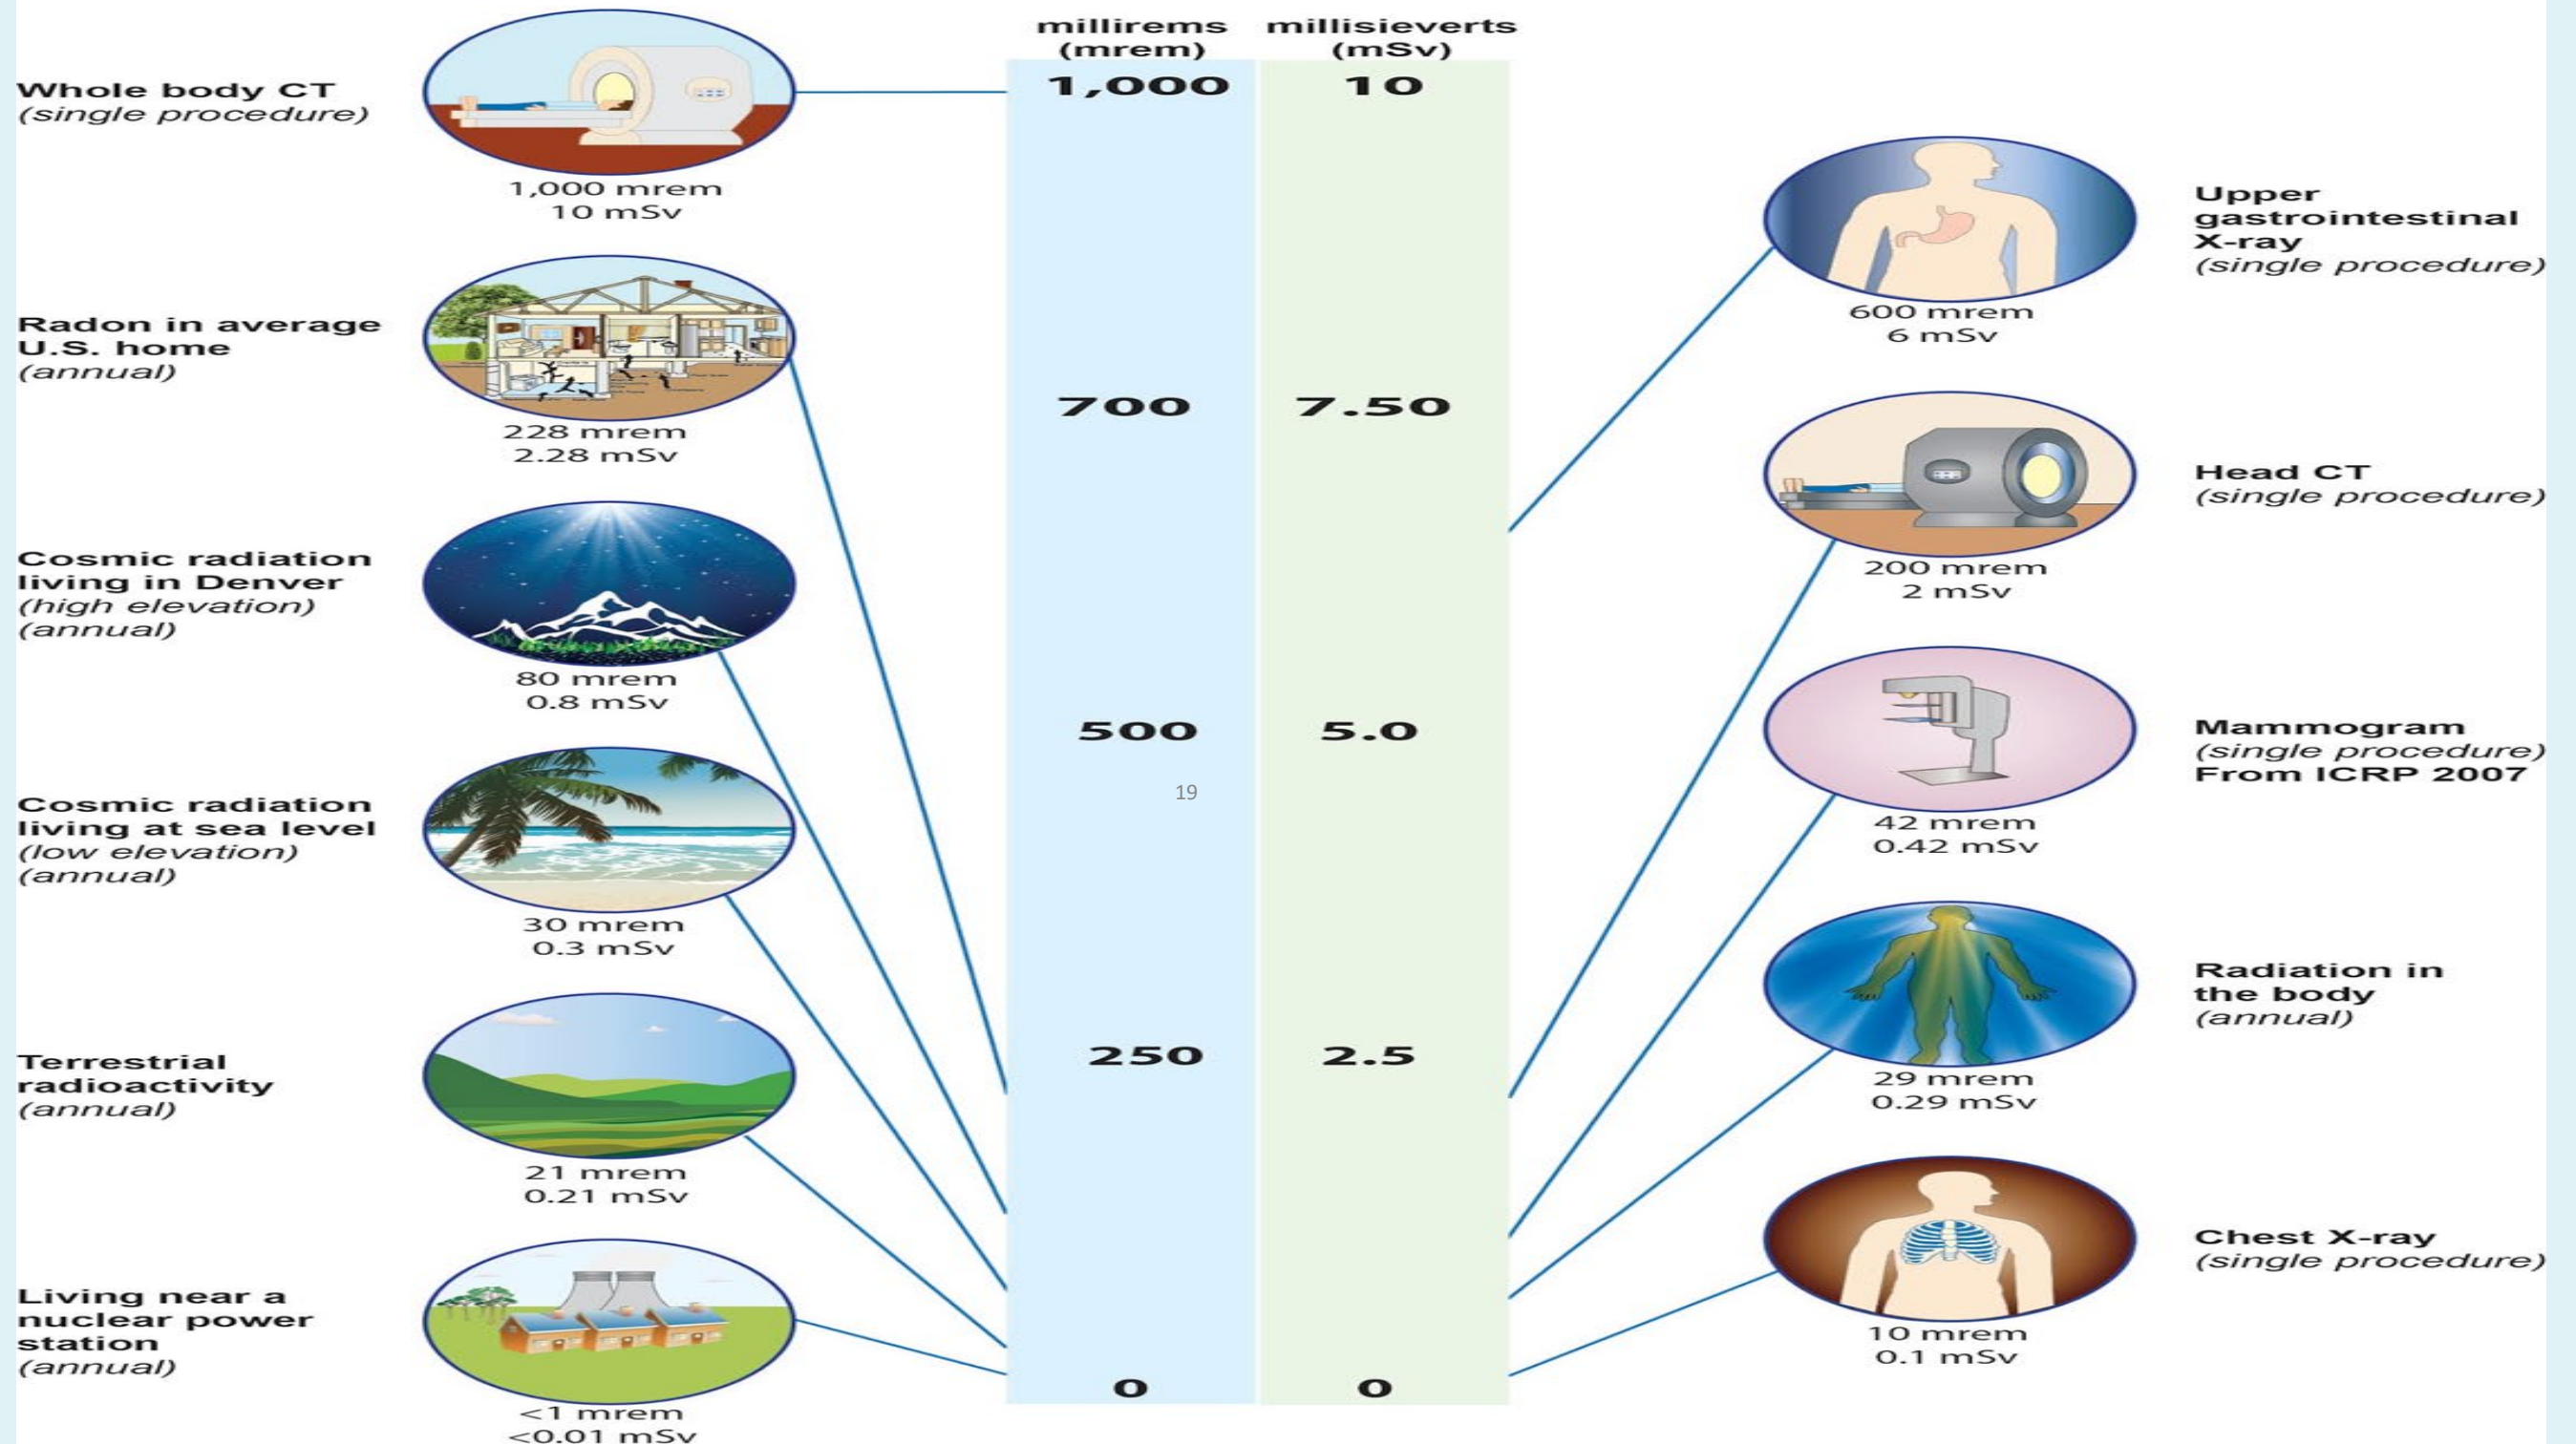 Whole body CT
(single procedure)
1,000 mrem
10 mSv
Radon in average
U.S. home
(annual)
228 mrem
2.28 mSv
Cosmic radiation
living in Denver
(high elevation)
(annual)
80 mrem
0.8 mSv
Cosmic radiation
living at sea level
(low elevation)
(annual)
30 mrem
0.3 mSv
Terrestrial
radioactivity
(annual)
21 mrem
0.21 mSv
Living near a
nuclear power
station
(annual)
<1 mrem
<0.01 mSv
millirems
(mrem)
millisieverts
(mSv)
1,000 10
700 7.50
500 5.0
19
250 2.5
0 0
Upper
gastrointestinal
X-ray
(single procedure)
600 mrem
6 mSv
Head CT
(single procedure)
200 mrem
2 mSv
Mammogram
(single procedure)
From ICRP 2007
42 mrem
0.42 mSv
Radiation in
the body
(annual)
29 mrem
0.29 mSv
Chest X-ray
(single procedure)
10 mrem
0.1 mSv